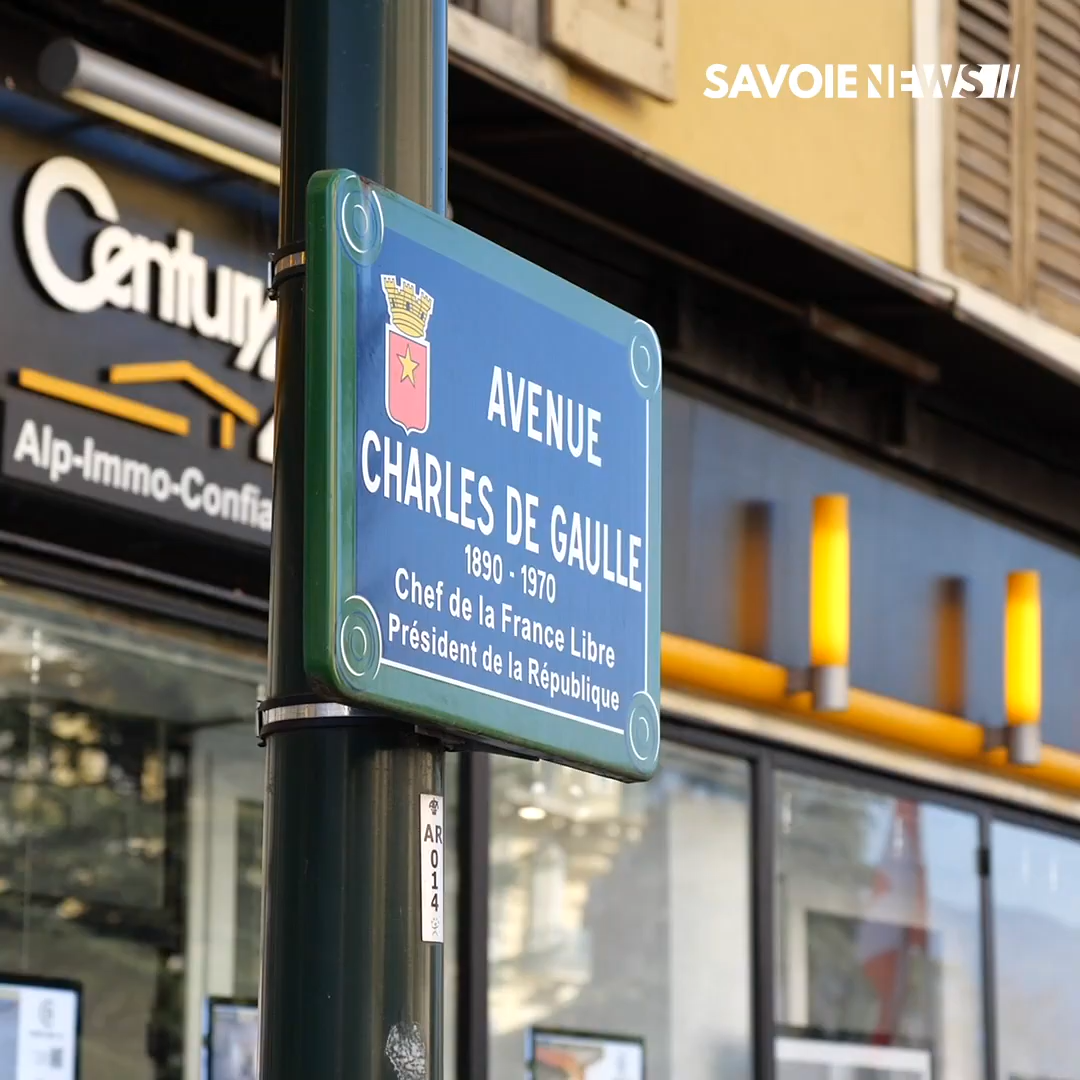 SAVOIE NEWS
Century
Alp-Immo-Confia
AVENUE
CHARLES DE GAULLE
1890 - 1970
Chef de la France Libre
Président de la République
AR
014